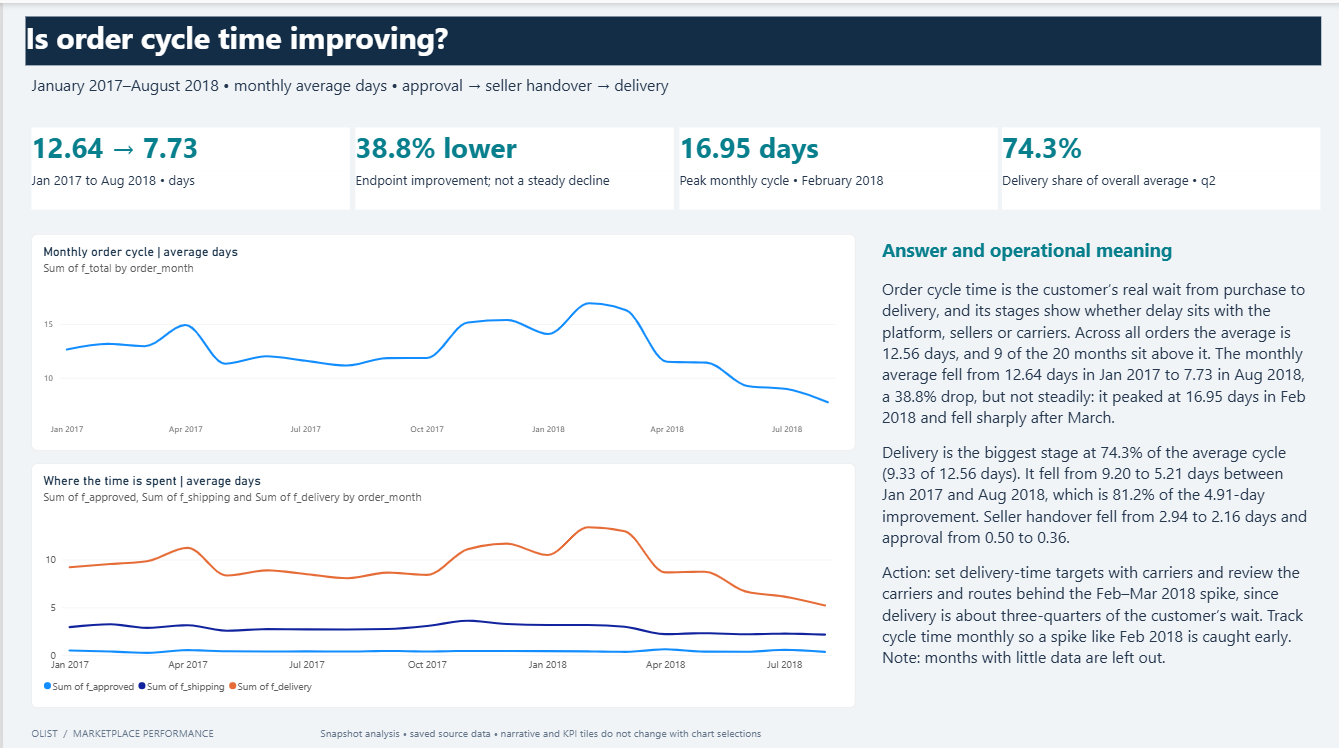 Is order cycle time improving?
January 2017–August 2018 • monthly average days • approval → seller handover → delivery
12.64 → 7.73
Jan 2017 to Aug 2018 • days
38.8% lower
Endpoint improvement; not a steady decline
16.95 days
Peak monthly cycle • February 2018
74.3%
Delivery share of overall average • q2
Monthly order cycle | average days
Sum of f_total by order_month
15
10
Jan 2017 Apr 2017 Jul 2017 Oct 2017 Jan 2018 Apr 2018 Jul 2018
Where the time is spent | average days
Sum of f_approved, Sum of f_shipping and Sum of f_delivery by order_month
10
5
0
Jan 2017 Apr 2017 Jul 2017 Oct 2017 Jan 2018 Apr 2018 Jul 2018
Sum of f_approved Sum of f_shipping Sum of f_delivery
Answer and operational meaning
Order cycle time is the customer's real wait from purchase to
delivery, and its stages show whether delay sits with the
platform, sellers or carriers. Across all orders the average is
12.56 days, and 9 of the 20 months sit above it. The monthly
average fell from 12.64 days in Jan 2017 to 7.73 in Aug 2018,
a 38.8% drop, but not steadily: it peaked at 16.95 days in Feb
2018 and fell sharply after March.
Delivery is the biggest stage at 74.3% of the average cycle
(9.33 of 12.56 days). It fell from 9.20 to 5.21 days between
Jan 2017 and Aug 2018, which is 81.2% of the 4.91-day
improvement. Seller handover fell from 2.94 to 2.16 days and
approval from 0.50 to 0.36.
Action: set delivery-time targets with carriers and review the
carriers and routes behind the Feb–Mar 2018 spike, since
delivery is about three-quarters of the customer's wait. Track
cycle time monthly so a spike like Feb 2018 is caught early.
Note: months with little data are left out.
OLIST / MARKETPLACE PERFORMANCE
Snapshot analysis • saved source data • narrative and KPI tiles do not change with chart selections